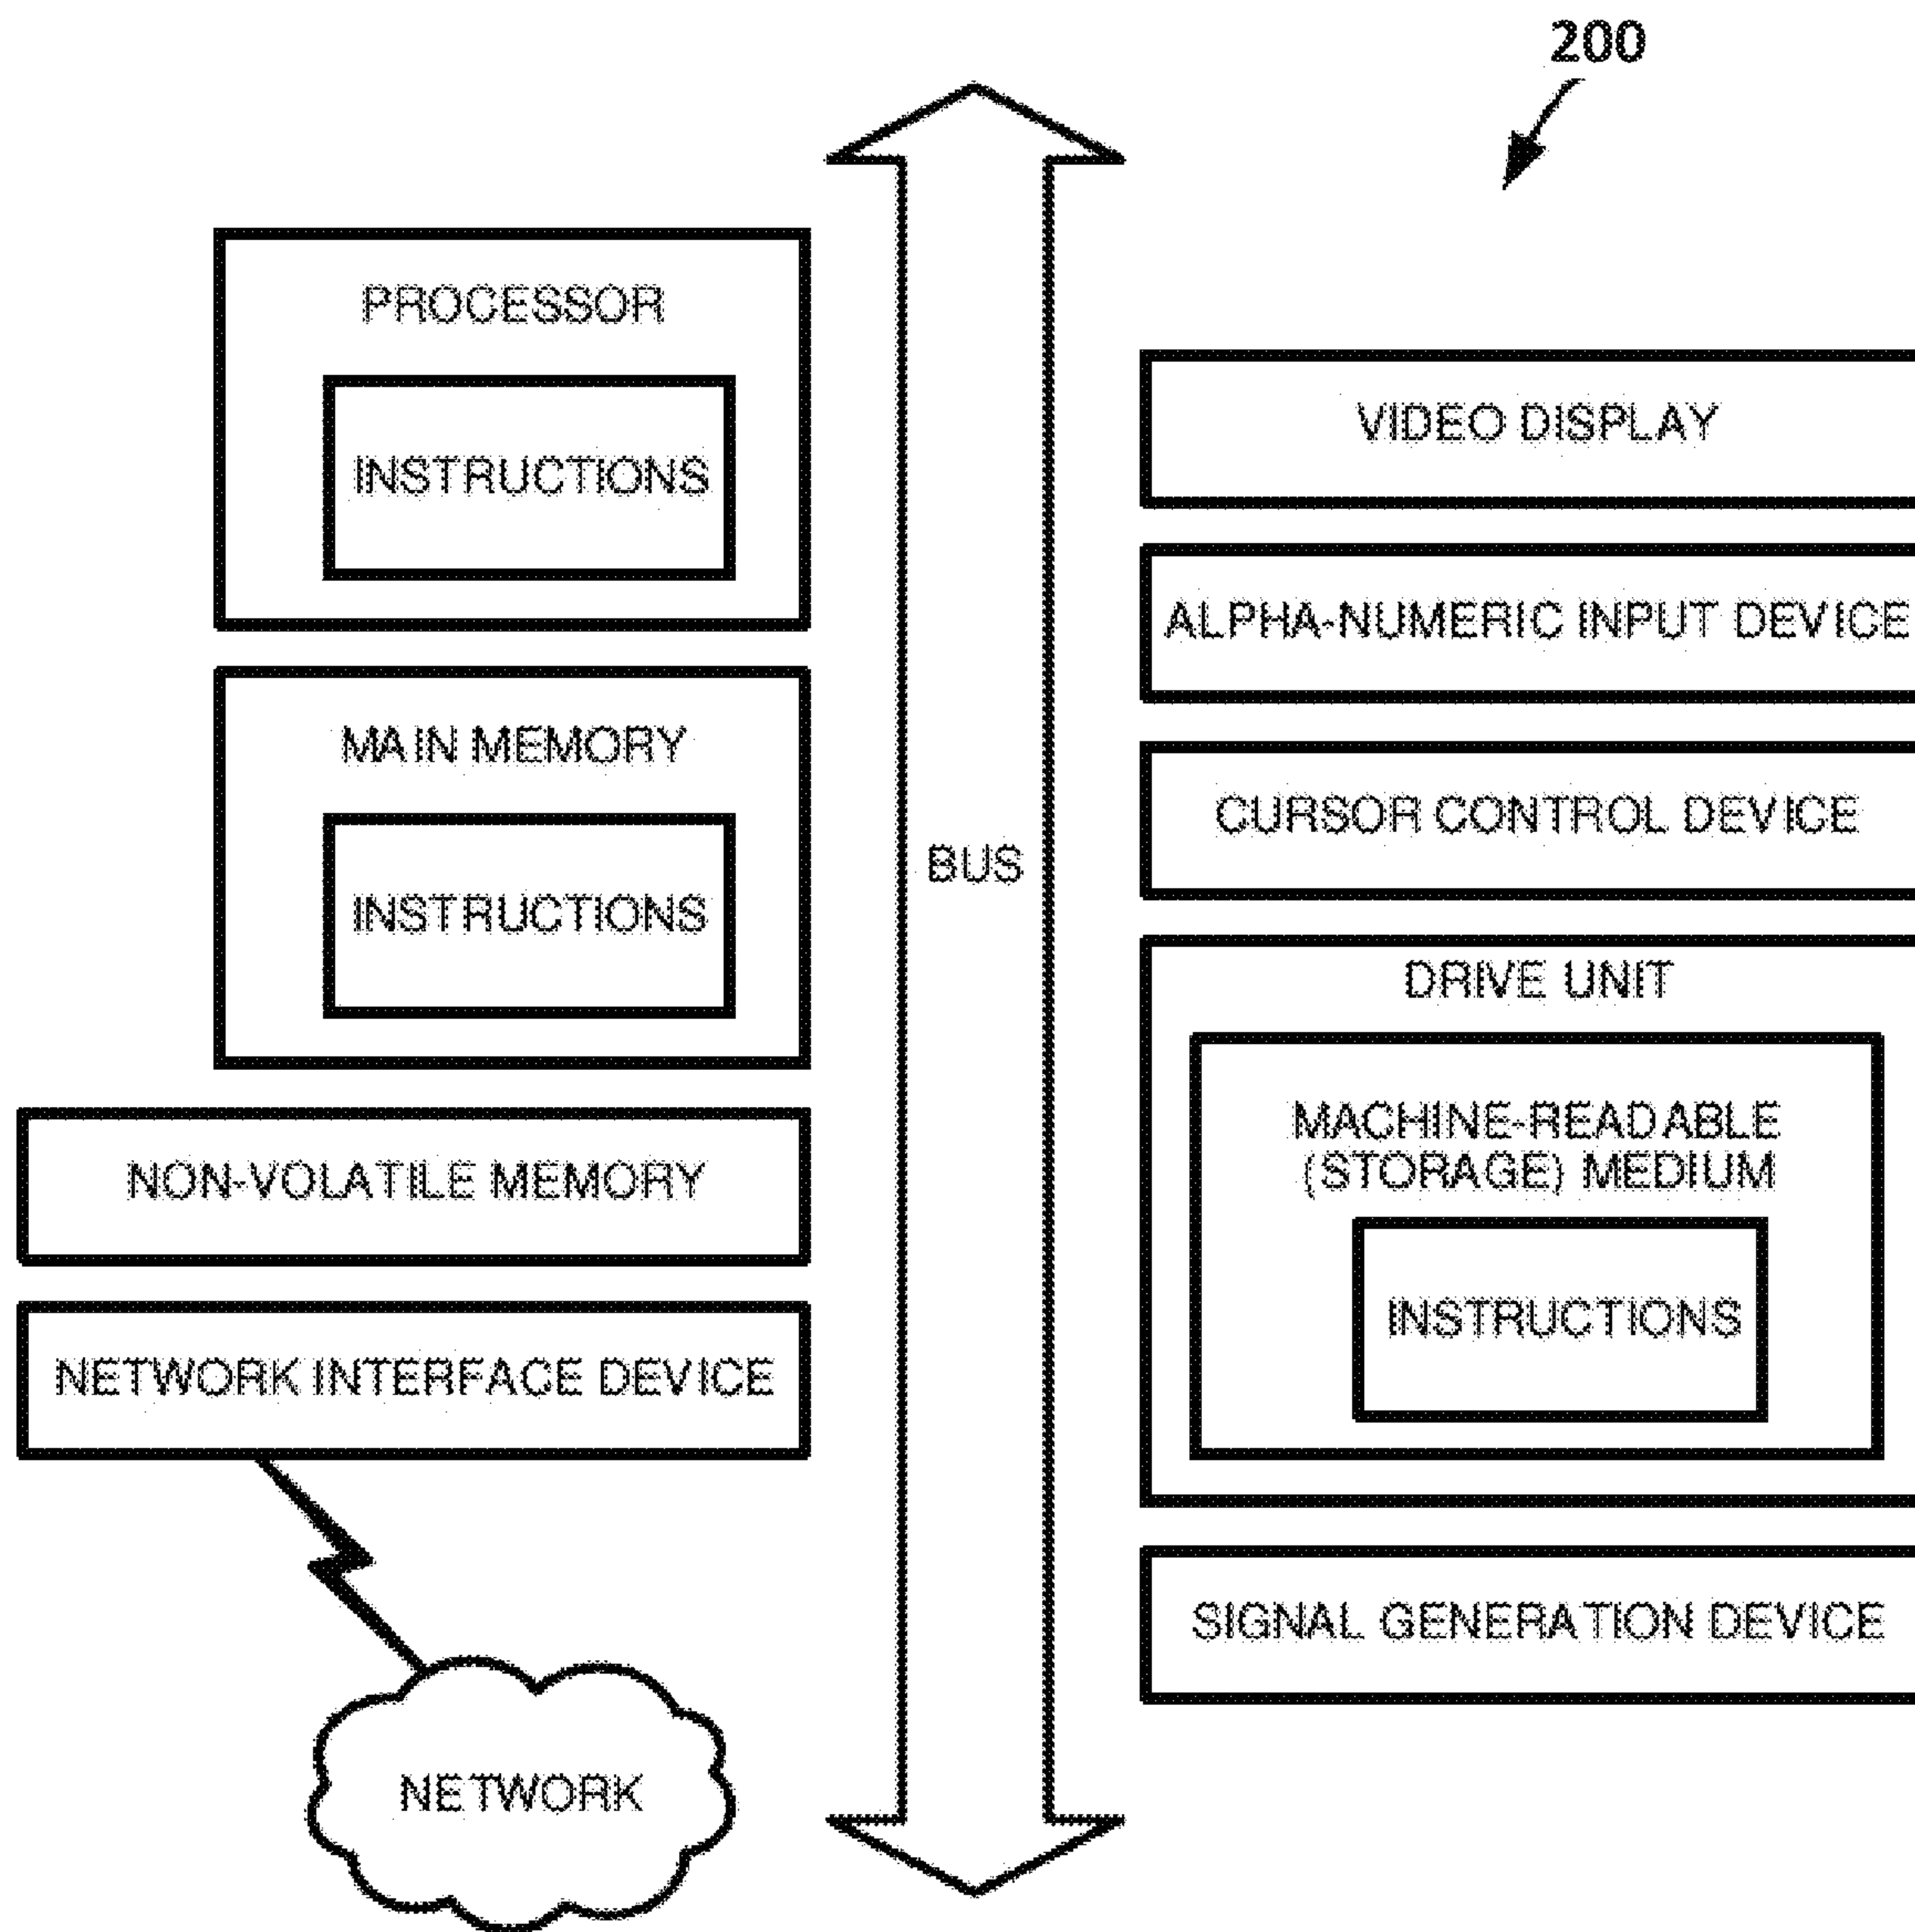 200
PROCESSOR
INSTRUCTIONS
MAIN MEMORY
INSTRUCTIONS
NON-VOLATILE MEMORY
NETWORK INTERFACE DEVICE
NETWORK
BUS
VIDEO DISPLAY
ALPHA-NUMERIC INPUT DEVICE
CURSOR CONTROL DEVICE
DRIVE UNIT
MACHINE-READABLE
(STORAGE) MEDIUM
INSTRUCTIONS
SIGNAL GENERATION DEVICE